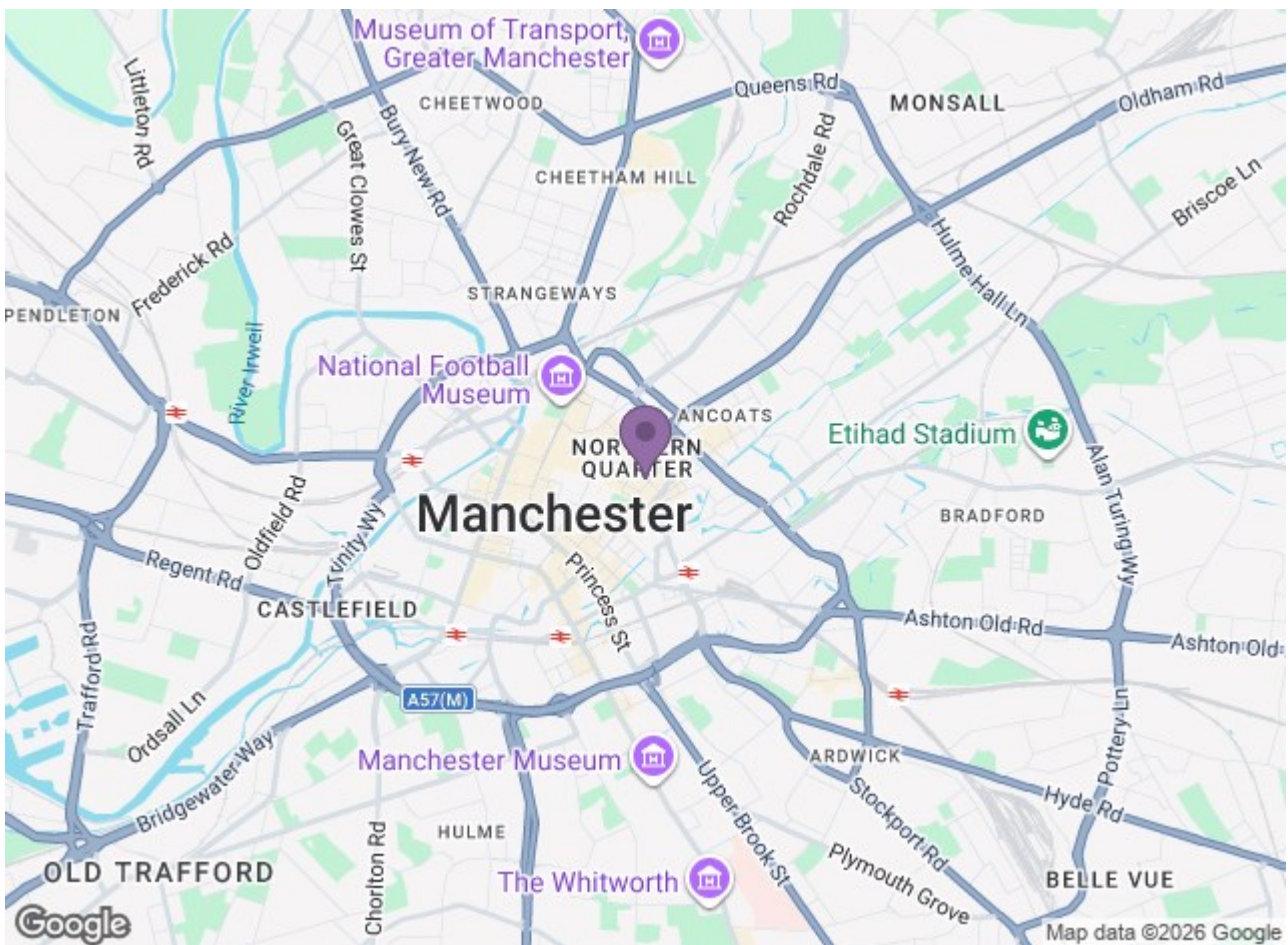 Museum of Transport,
Greater Manchester
Littleton Rd
CHEETWOOD
Queens Rd
MONSALL
Oldham Rd
Bury New Rd
Great Clowes St
Rochdale Rd
CHEETHAM HILL
Briscoe Ln
Frederick Rd
Hulme Hall Ln
STRANGEWAYS
PENDLETON
River Irwell
National Football
Museum
ANCOATS
Etihad Stadium
NORTHERN
QUARTER
Alan Turing Wy
Oldfield Rd
Manchester
BRADFORD
Trinity Wy
Regent Rd
Princess St
CASTLEFIELD
Ashton Old Rd
Ashton Old
Trafford Rd
A57(M)
Ordsall Ln
Pottery Ln
Manchester Museum
ARDWICK
Bridgewater Way
Upper Brook St
Stockport Rd
Hyde Rd
HULME
Chorlton Rd
Plymouth Grove
OLD TRAFFORD
The Whitworth
BELLE VUE
Google
Map data ©2026 Google